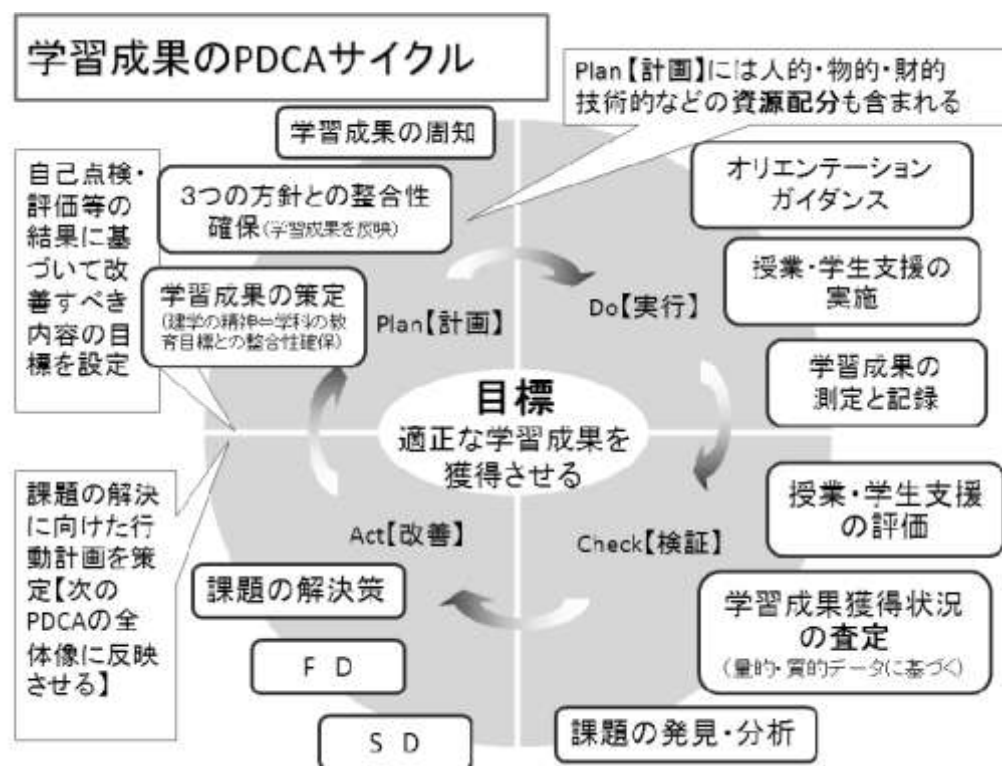 学習成果のPDCAサイクル
Plan【計画】には人的・物的・財的
技術的などの資源配分も含まれる
学習成果の周知
3つの方針との整合性
確保(学習成果を反映)
学習成果の策定
(建学の精神⇔学科の教
育目標との整合性確保)
自己点検・
評価等の
結果に基
づいて改
善すべき
内容の目
標を設定
Plan【計画】
Do【実行】
オリエンテーション
ガイダンス
授業・学生支援の
実施
学習成果の
測定と記録
目標
適正な学習成果を
獲得させる
課題の解決
に向けた行
動計画を策
定【次の
PDCAの全
体像に反映
させる】
Act【改善】
Check【検証】
授業・学生支援
の評価
学習成果獲得状況
の査定
(量的・質的データに基づく)
課題の発見・分析
課題の解決策
F D
S D